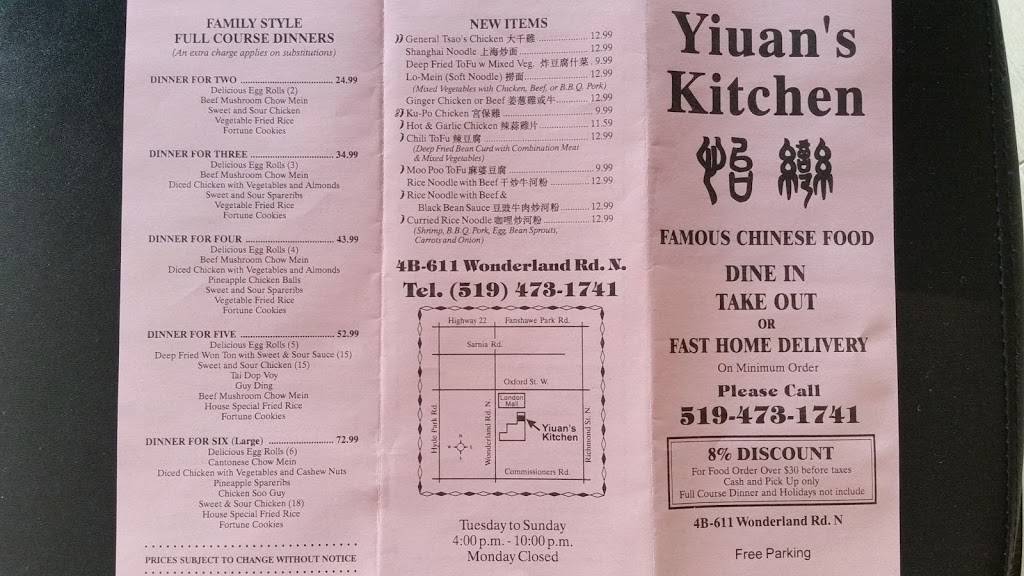 FAMILY STYLE
FULL COURSE DINNERS
(An extra charge applies on substitutions)
DINNER FOR TWO ........ 24.99
Delicious Egg Rolls (2)
Beef Mushroom Chow Mein
Sweet and Sour Chicken
Vegetable Fried Rice
Fortune Cookies
DINNER FOR THREE ........ 34.99
Delicious Egg Rolls (3)
Beef Mushroom Chow Mein
Diced Chicken with Vegetables and Almonds
Sweet and Sour Spareribs
Vegetable Fried Rice
Fortune Cookies
DINNER FOR FOUR ........ 43.99
Delicious Egg Rolls (4)
Beef Mushroom Chow Mein
Diced Chicken with Vegetables and Almonds
Pineapple Chicken Balls
Sweet and Sour Spareribs
Vegetable Fried Rice
Fortune Cookies
DINNER FOR FIVE ........ 52.99
Delicious Egg Rolls (5)
Deep Fried Won Ton with Sweet & Sour Sauce (15)
Sweet and Sour Chicken (15)
Tai Dop Voy
Guy Ding
Beef Mushroom Chow Mein
House Special Fried Rice
Fortune Cookies
DINNER FOR SIX (Large) ........ 72.99
Delicious Egg Rolls (6)
Cantonese Chow Mein
Diced Chicken with Vegetables and Cashew Nuts
Pineapple Spareribs
Chicken Soo Guy
Sweet & Sour Chicken (18)
House Special Fried Rice
Fortune Cookies
PRICES SUBJECT TO CHANGE WITHOUT NOTICE
NEW ITEMS
General Tsao's Chicken 大千雞 ........ 12.99
Shanghai Noodle 上海炒面 ........ 12.99
Deep Fried ToFu w Mixed Veg. 炸豆腐什菜 . 9.99
Lo-Mein (Soft Noodle) 撈面 ........ 12.99
(Mixed Vegetables with Chicken, Beef, or B.B.Q. Pork)
Ginger Chicken or Beef 姜葱雞或牛 ........ 12.99
Ku-Po Chicken 宮保雞 ........ 9.99
Hot & Garlic Chicken 辣蒜雞片 ........ 11.59
Chili ToFu 辣豆腐 ........ 12.99
(Deep Fried Bean Curd with Combination Meat
& Mixed Vegetables)
Moo Poo ToFu 麻婆豆腐 ........ 9.99
Rice Noodle with Beef 干炒牛河粉 ........ 12.99
Rice Noodle with Beef &
Black Bean Sauce 豆豉牛肉炒河粉 ........ 12.99
Curried Rice Noodle 咖哩炒河粉 ........ 12.99
(Shrimp, B.B.Q. Pork, Egg, Bean Sprouts,
Carrots and Onion)
4B-611 Wonderland Rd. N.
Tel. (519) 473-1741
Highway 22 Fanshawe Park Rd.
Sarnia Rd.
Oxford St. W.
London
Mall
Hyde Park Rd.
Wonderland Rd. N.
Yiuan's
Kitchen
Richmond St. N.
Commissioners Rd.
Tuesday to Sunday
4:00 p.m. - 10:00 p.m.
Monday Closed
Yiuan's
Kitchen
FAMOUS CHINESE FOOD
DINE IN
TAKE OUT
OR
FAST HOME DELIVERY
On Minimum Order
Please Call
519-473-1741
8% DISCOUNT
For Food Order Over $30 before taxes
Cash and Pick Up only
Full Course Dinner and Holidays not include
4B-611 Wonderland Rd. N
Free Parking